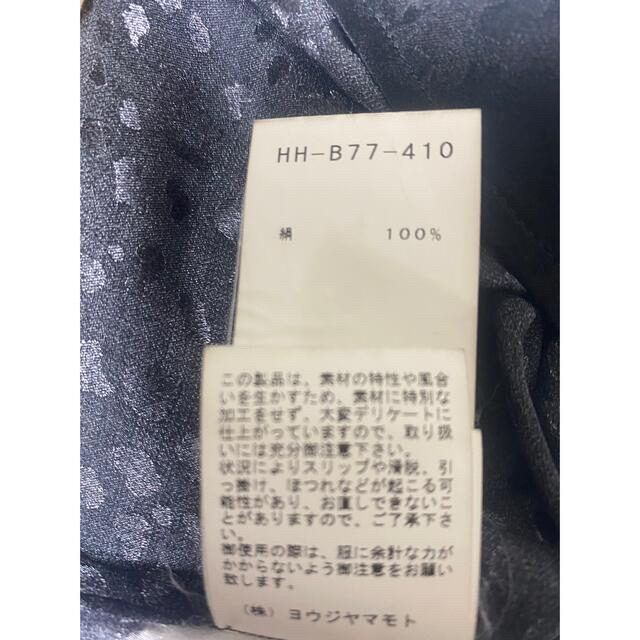 HH-B77-410
絹 100%
この製品は、素材の特性や風合
いを生かすため、素材に特別な
加工をせず、大変デリケートに
仕上がっていますので、取り扱
いには充分御注意下さい。
状況によりスリップや滑脱、引
っ掛け、ほつれなどが起こる可
能性があり、お直しできないこ
とがありますので、ご了承下さ
い。
御使用の際は、服に余計な力が
かからないよう御注意をお願い
致します。
(株) ヨウジヤマモト